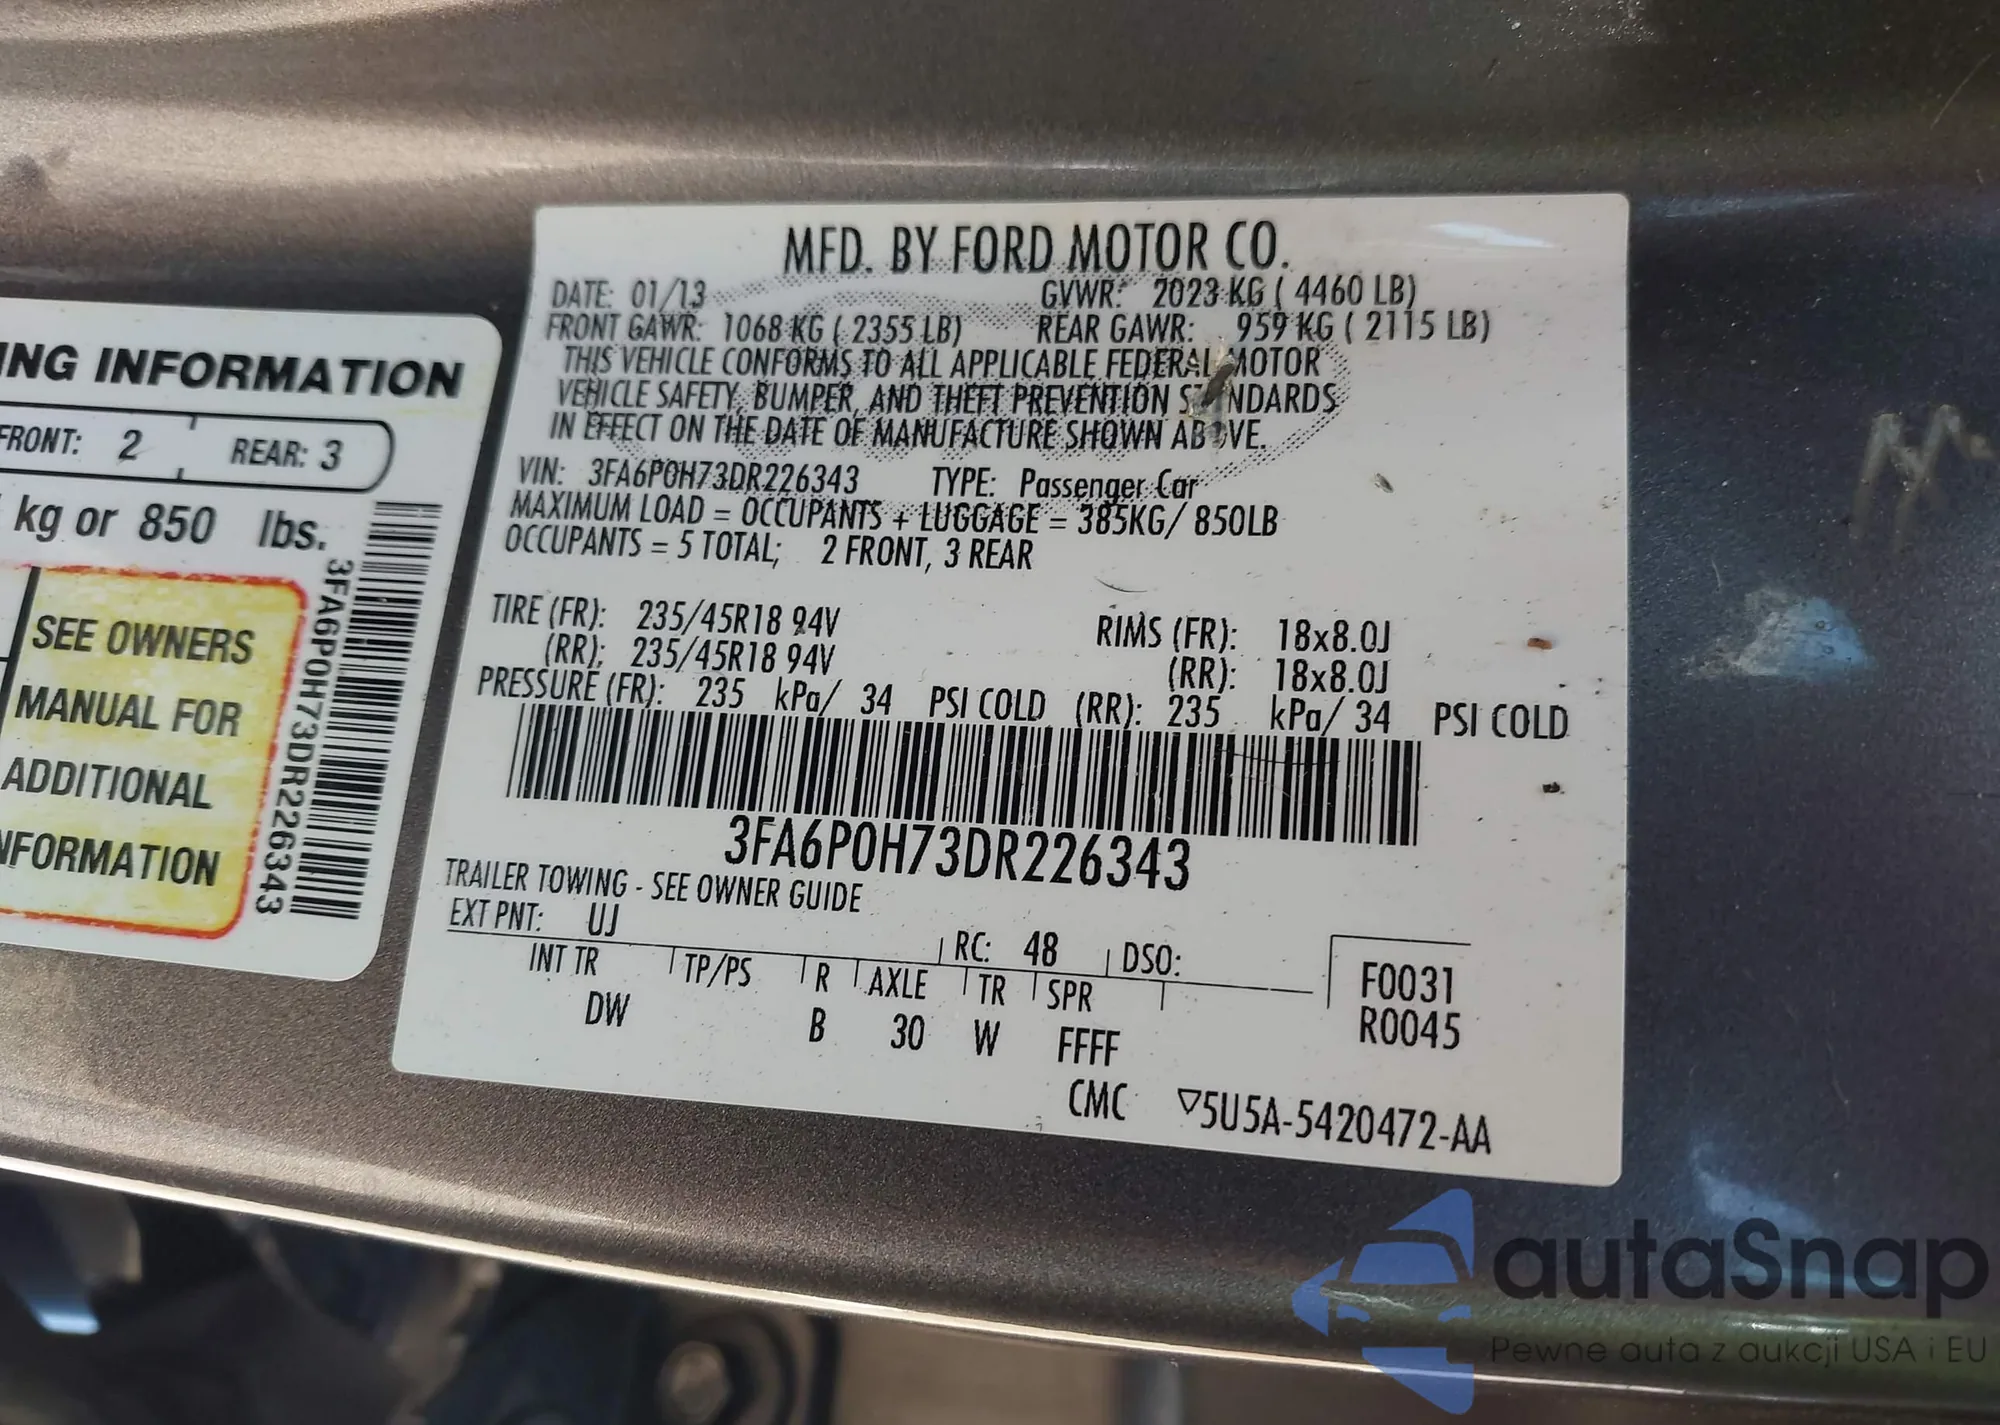 ING INFORMATION
FRONT: 2 REAR: 3
kg or 850 lbs.
SEE OWNERS
MANUAL FOR
ADDITIONAL
INFORMATION
3FA6P0H73DR226343
MFD. BY FORD MOTOR CO.
DATE: 01/13 GVWR: 2023 KG ( 4460 LB)
FRONT GAWR: 1068 KG ( 2355 LB) REAR GAWR: 959 KG ( 2115 LB)
THIS VEHICLE CONFORMS TO ALL APPLICABLE FEDERAL MOTOR
VEHICLE SAFETY, BUMPER, AND THEFT PREVENTION STANDARDS
IN EFFECT ON THE DATE OF MANUFACTURE SHOWN ABOVE.
VIN: 3FA6P0H73DR226343 TYPE: Passenger Car
MAXIMUM LOAD = OCCUPANTS + LUGGAGE = 385KG/ 850LB
OCCUPANTS = 5 TOTAL; 2 FRONT, 3 REAR
TIRE (FR): 235/45R18 94V RIMS (FR): 18x8.0J
(RR): 235/45R18 94V (RR): 18x8.0J
PRESSURE (FR): 235 kPa/ 34 PSI COLD (RR): 235 kPa/ 34 PSI COLD
3FA6P0H73DR226343
TRAILER TOWING - SEE OWNER GUIDE
EXT PNT: UJ RC: 48 DSO:
INT TR TP/PS R AXLE TR SPR F0031
DW B 30 W FFFF R0045
CMC ▽5U5A-5420472-AA
autaSnap
Pewne auta z aukcji USA i EU